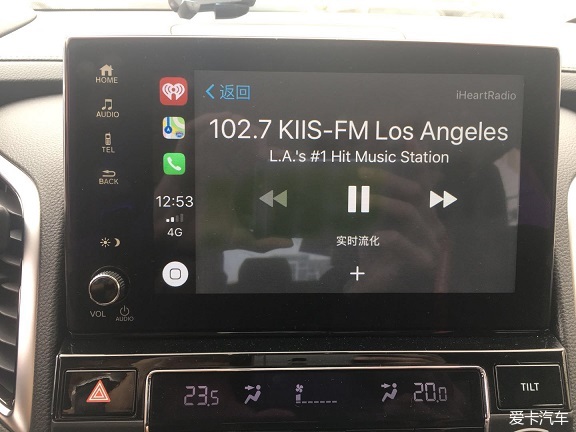 HOME
AUDIO
TEL
BACK
VOL
AUDIO
12:53
4G
返回
iHeartRadio
102.7 KIIS-FM Los Angeles
L.A.'s #1 Hit Music Station
实时流化
23.5
20.0
TILT
爱卡汽车